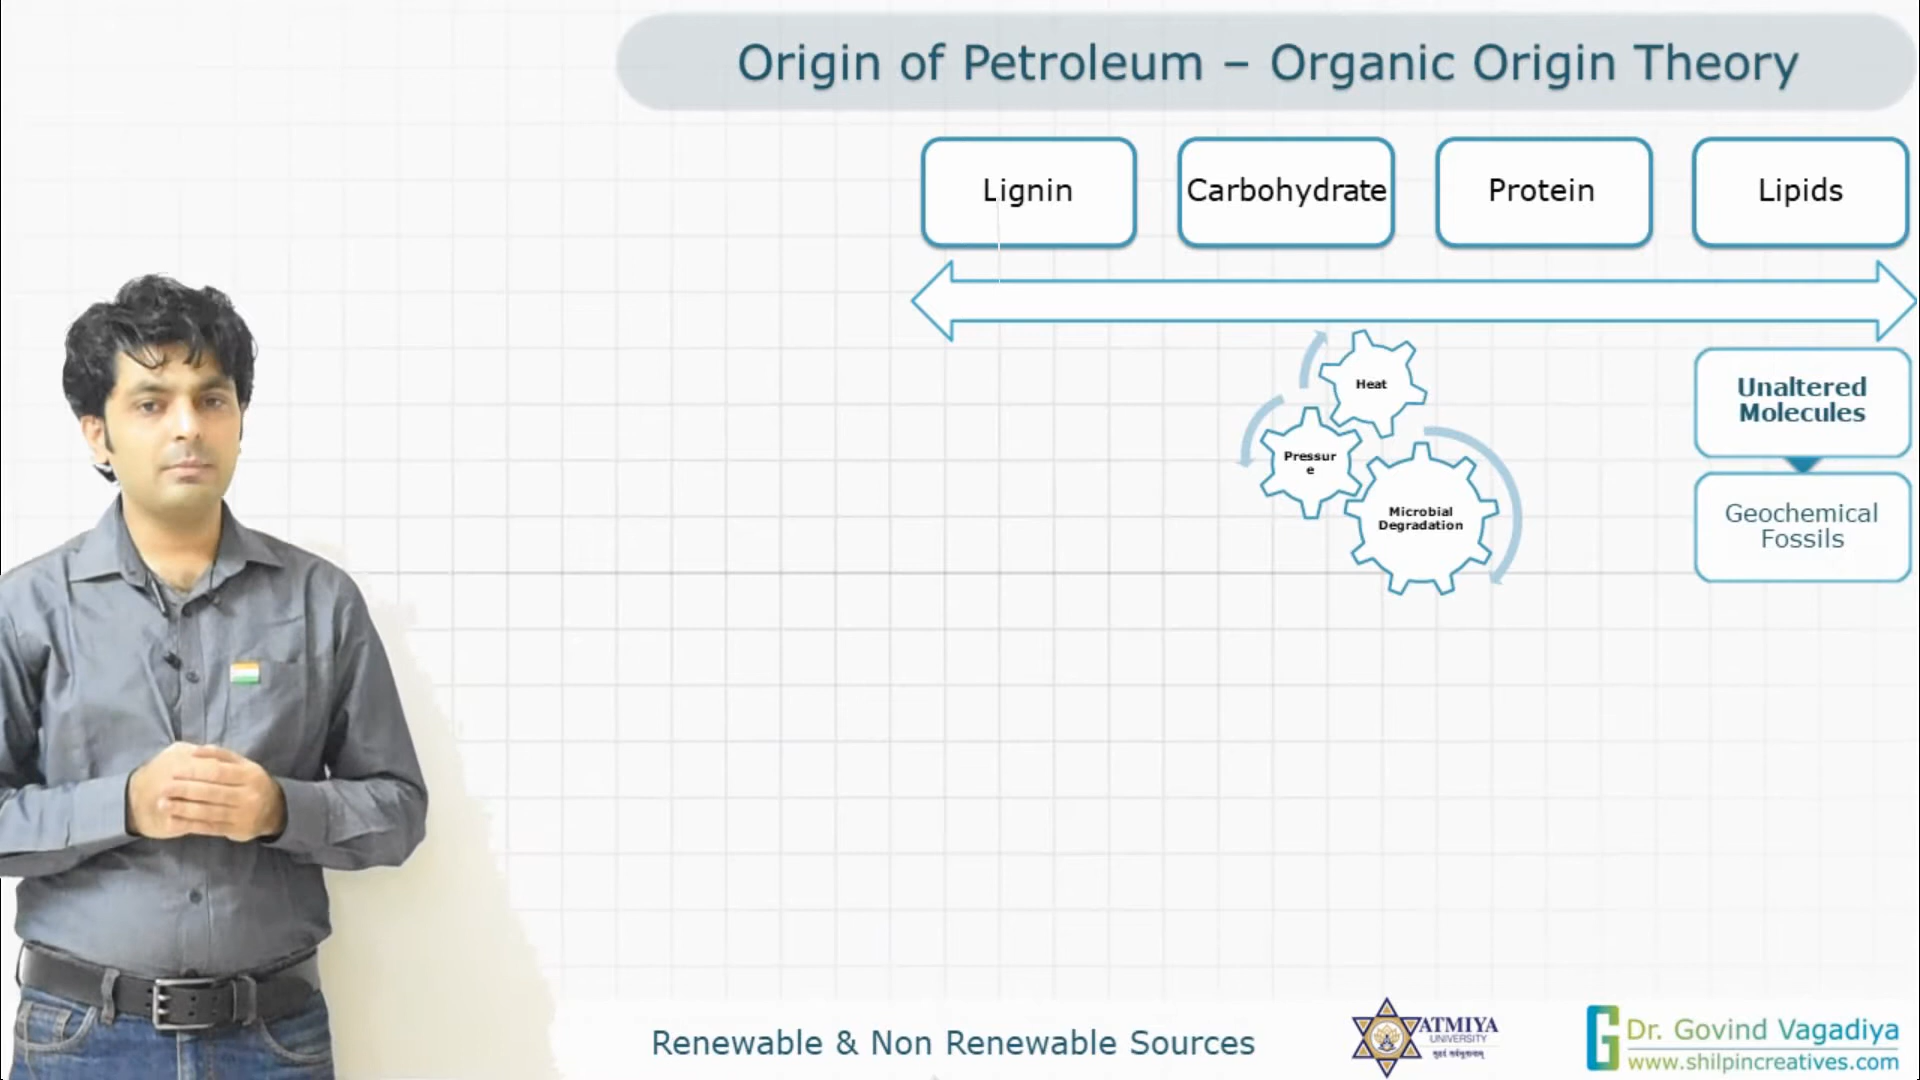 Origin of Petroleum – Organic Origin Theory
Lignin
Carbohydrate
Protein
Lipids
Heat
Pressur
e
Microbial
Degradation
Unaltered
Molecules
Geochemical
Fossils
Renewable & Non Renewable Sources
ATMIYA
UNIVERSITY
Dr. Govind Vagadiya
www.shilpincreatives.com